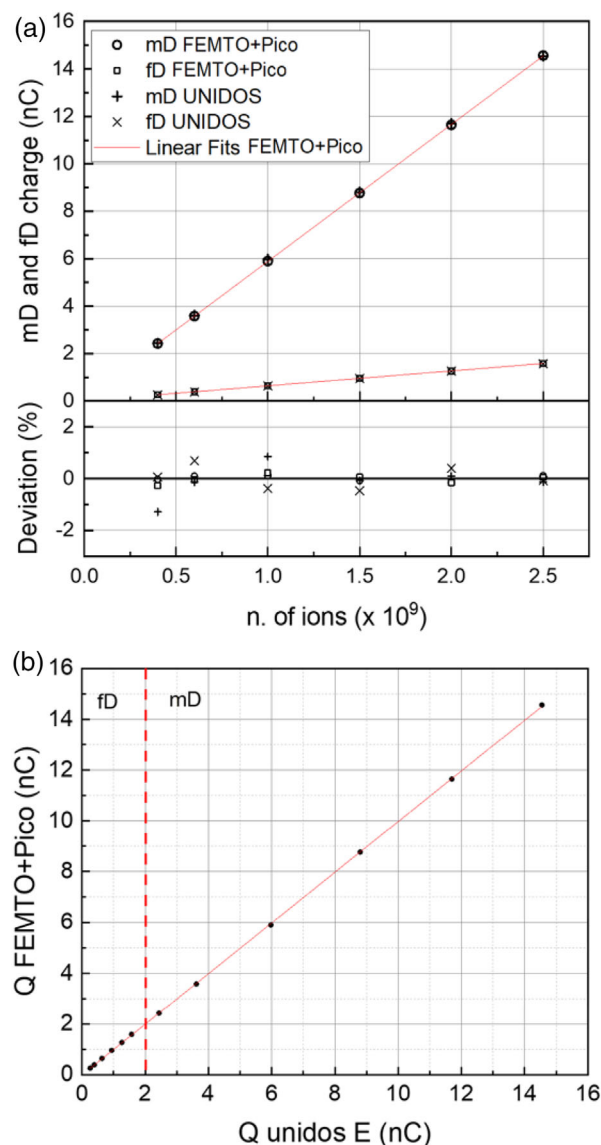 (a)
16
14
12
10
8
6
4
2
0
mD and fD charge (nC)
mD FEMTO+Pico
fD FEMTO+Pico
mD UNIDOS
fD UNIDOS
Linear Fits FEMTO+Pico
2
0
-2
Deviation (%)
0.0 0.5 1.0 1.5 2.0 2.5
n. of ions (x 10⁹)
(b)
16
14
12
10
8
6
4
2
0
Q FEMTO+Pico (nC)
fD mD
0 2 4 6 8 10 12 14 16
Q unidos E (nC)